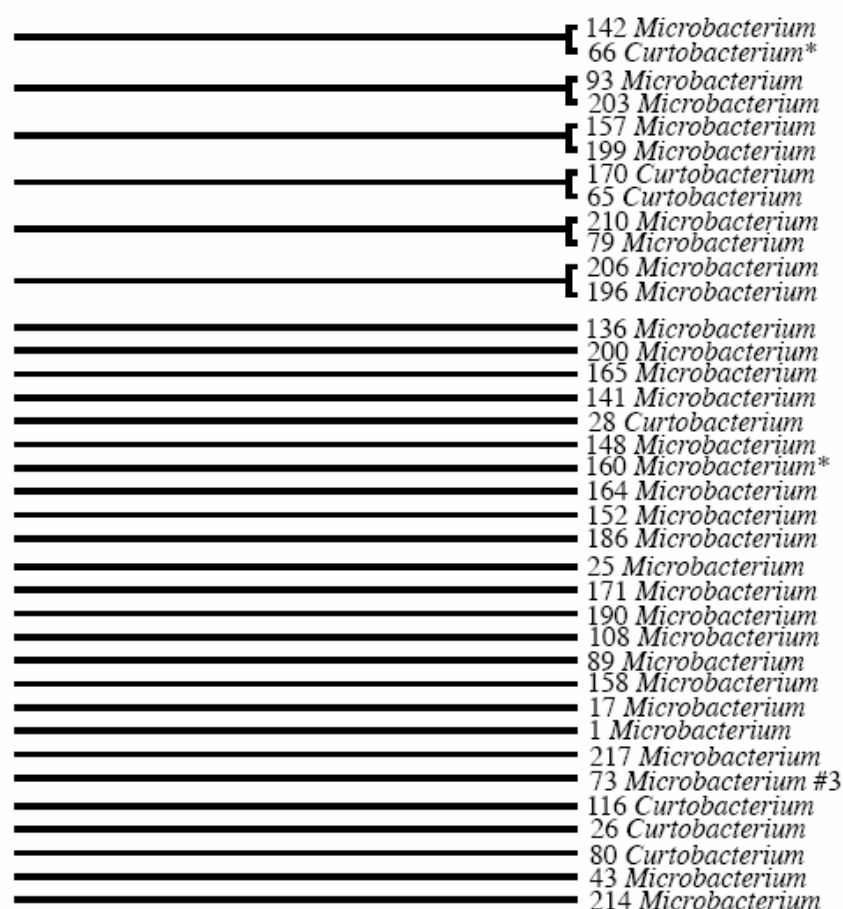 142 Microbacterium
66 Curtobacterium*
93 Microbacterium
203 Microbacterium
157 Microbacterium
199 Microbacterium
170 Curtobacterium
65 Curtobacterium
210 Microbacterium
79 Microbacterium
206 Microbacterium
196 Microbacterium
136 Microbacterium
200 Microbacterium
165 Microbacterium
141 Microbacterium
28 Curtobacterium
148 Microbacterium
160 Microbacterium*
164 Microbacterium
152 Microbacterium
186 Microbacterium
25 Microbacterium
171 Microbacterium
190 Microbacterium
108 Microbacterium
89 Microbacterium
158 Microbacterium
17 Microbacterium
1 Microbacterium
217 Microbacterium
73 Microbacterium #3
116 Curtobacterium
26 Curtobacterium
80 Curtobacterium
43 Microbacterium
214 Microbacterium